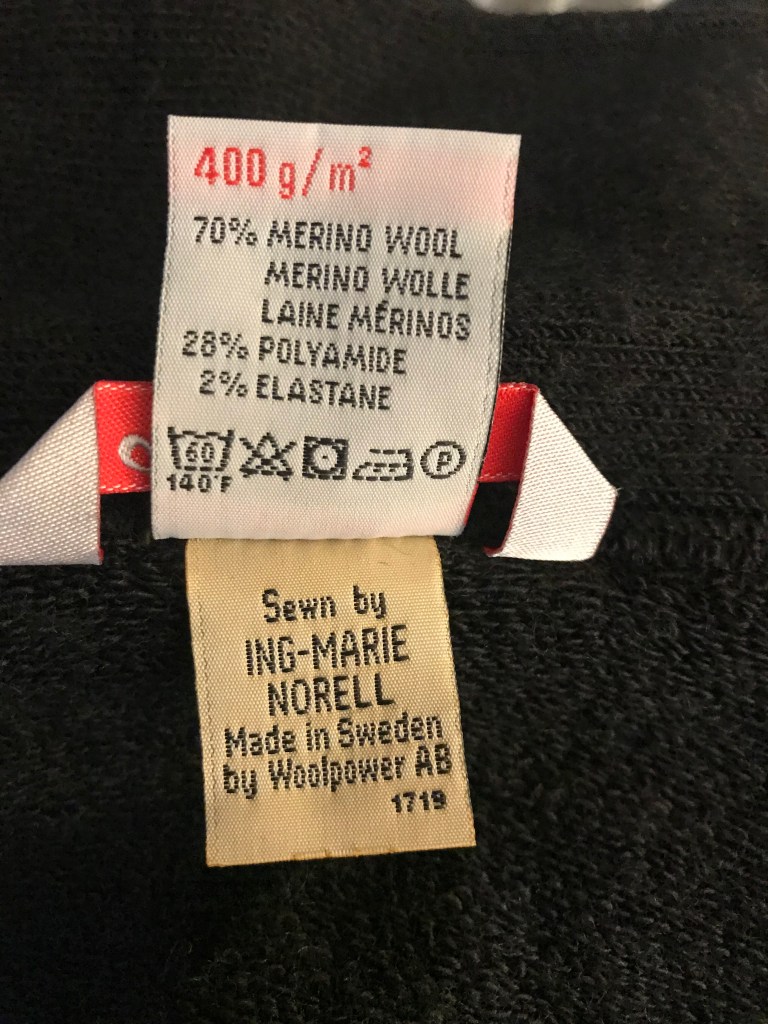 400 g/m²
70% MERINO WOOL
MERINO WOLLE
LAINE MÉRINOS
28% POLYAMIDE
2% ELASTANE
60 P
140°F
Sewn by
ING-MARIE
NORELL
Made in Sweden
by Woolpower AB
1719